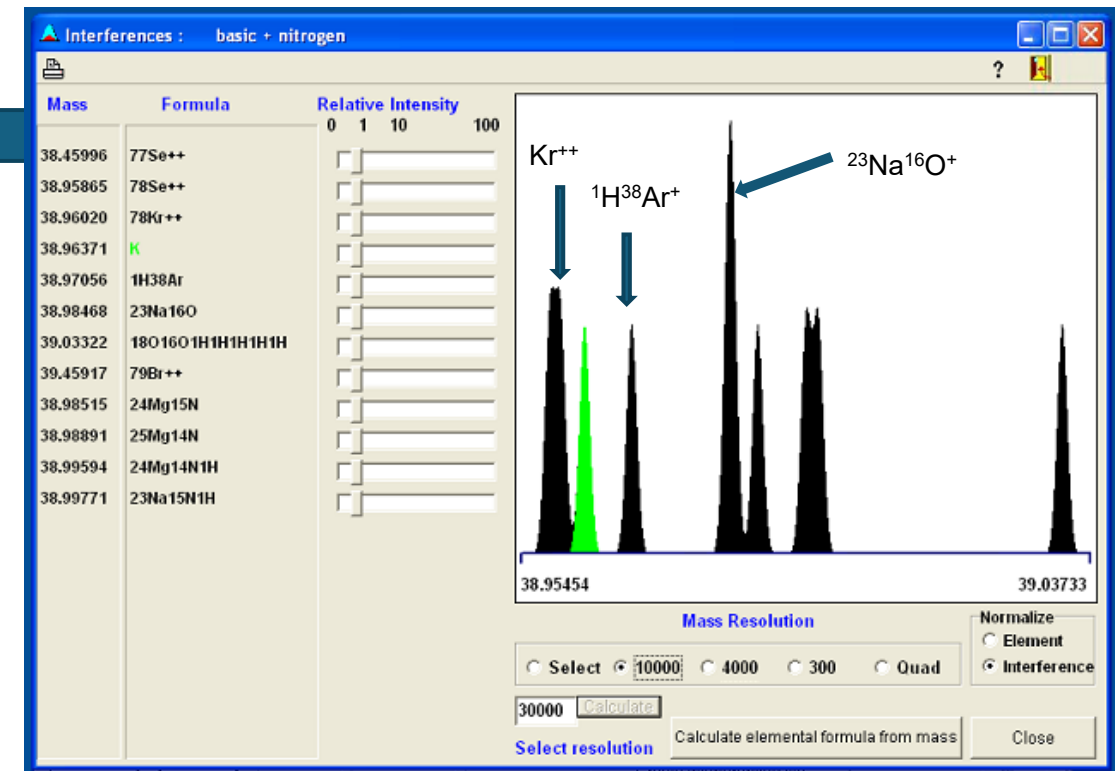 Interferences : basic + nitrogen
?
Mass Formula Relative Intensity
0 1 10 100
38.45996 77Se++
38.95865 78Se++
38.96020 78Kr++
38.96371 K
38.97056 1H38Ar
38.98468 23Na16O
39.03322 18O16O1H1H1H1H1H
39.45917 79Br++
38.98515 24Mg15N
38.98891 25Mg14N
38.99594 24Mg14N1H
38.99771 23Na15N1H
Kr⁺⁺
¹H³⁸Ar⁺
²³Na¹⁶O⁺
38.95454 39.03733
Mass Resolution
Select 10000 4000 300 Quad
Normalize
Element
Interference
30000 Calculate
Select resolution
Calculate elemental formula from mass
Close